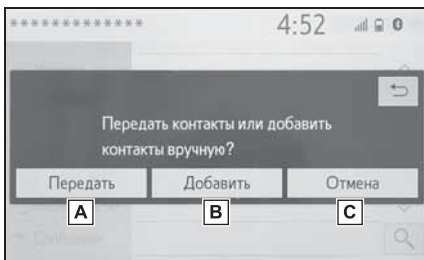 ***************
4:52
Передать контакты или добавить
контакты вручную?
Передать Добавить Отмена
A B C